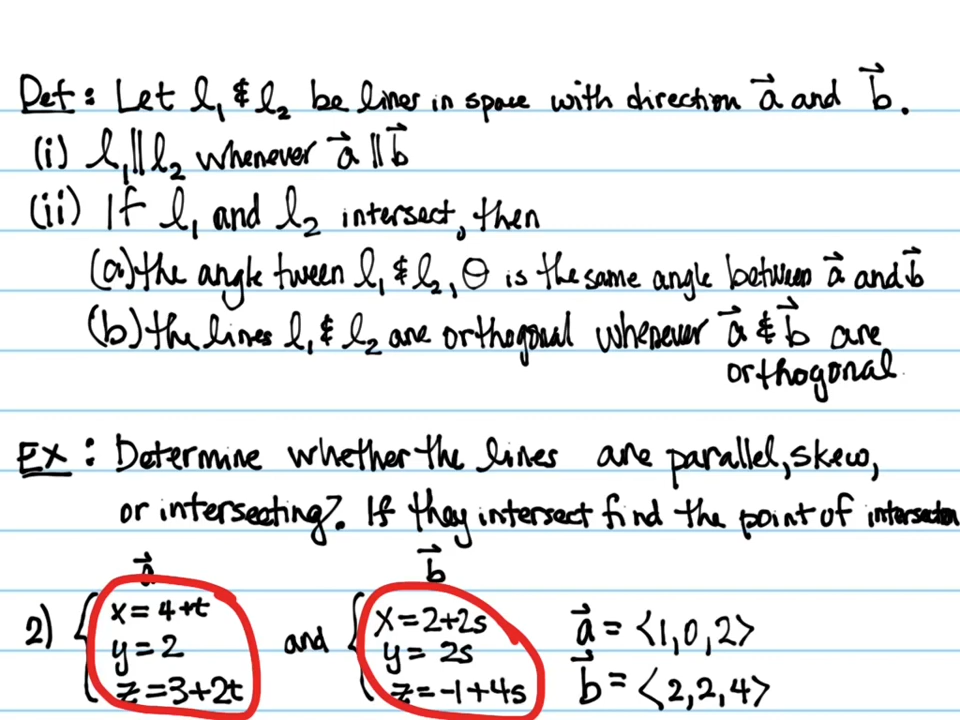 Def: Let l₁ & l₂ be lines in space with direction a⃗ and b⃗.
(i) l₁∥l₂ whenever a⃗ ∥ b⃗
(ii) If l₁ and l₂ intersect, then
(a) the angle tween l₁ & l₂, θ is the same angle between a⃗ and b⃗
(b) the lines l₁ & l₂ are orthogonal whenever a⃗ & b⃗ are
orthogonal
EX: Determine whether the lines are parallel, skew,
or intersecting?. If they intersect find the point of intersection
a⃗ b⃗
x=4+t x=2+2s a⃗ = <1,0,2>
2) { y=2 and { y=2s
z=3+2t z=-1+4s b⃗ = <2,2,4>